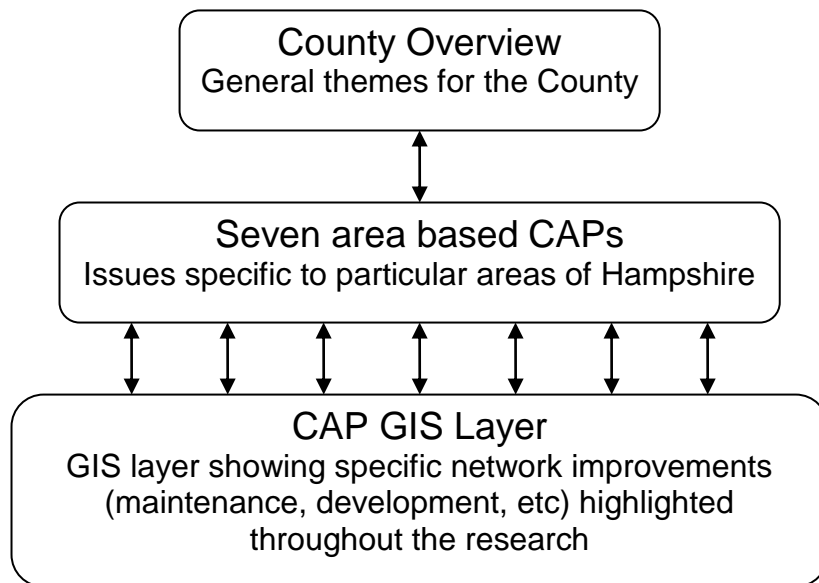 County Overview
General themes for the County
Seven area based CAPs
Issues specific to particular areas of Hampshire
CAP GIS Layer
GIS layer showing specific network improvements
(maintenance, development, etc) highlighted
throughout the research